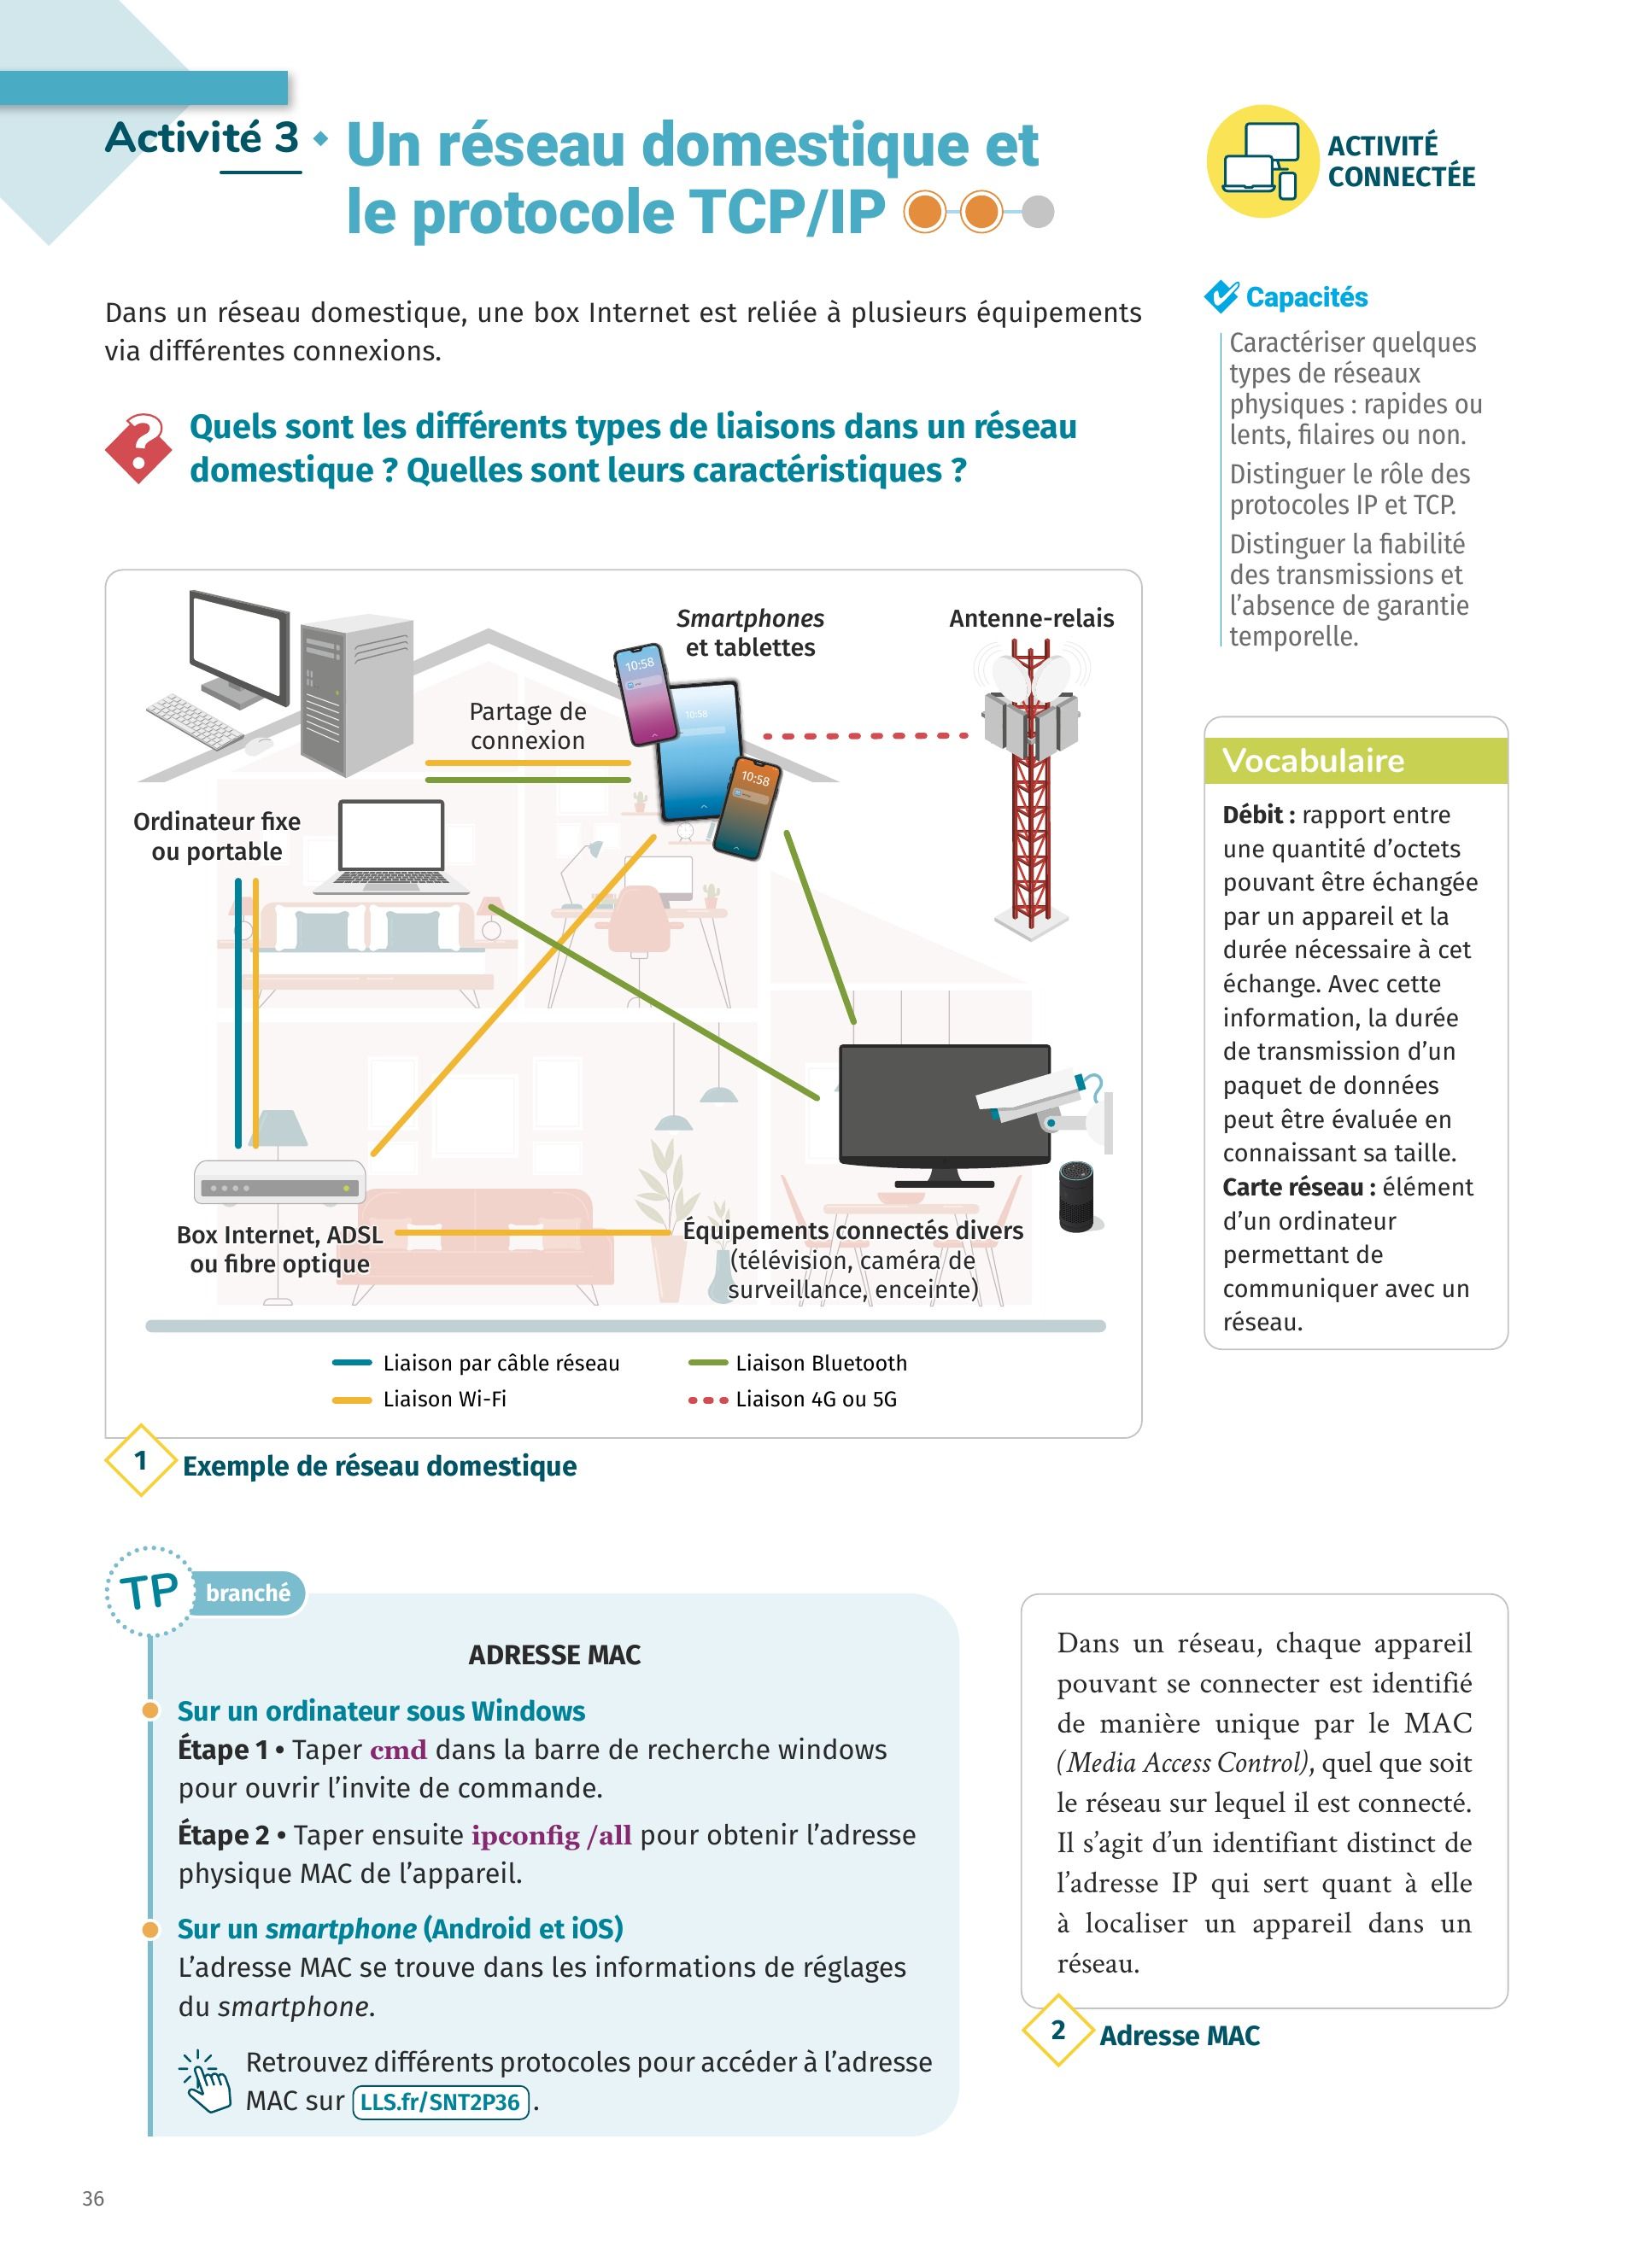 Activité 3
Un réseau domestique et
le protocole TCP/IP
ACTIVITÉ
CONNECTÉE
Dans un réseau domestique, une box Internet est reliée à plusieurs équipements
via différentes connexions.
?
Quels sont les différents types de liaisons dans un réseau
domestique ? Quelles sont leurs caractéristiques ?
Capacités
Caractériser quelques
types de réseaux
physiques : rapides ou
lents, filaires ou non.
Distinguer le rôle des
protocoles IP et TCP.
Distinguer la fiabilité
des transmissions et
l’absence de garantie
temporelle.
Smartphones
et tablettes
Antenne-relais
10:58
10:58
10:58
Partage de
connexion
Ordinateur fixe
ou portable
Box Internet, ADSL
ou fibre optique
Équipements connectés divers
(télévision, caméra de
surveillance, enceinte)
Liaison par câble réseau
Liaison Bluetooth
Liaison Wi-Fi
Liaison 4G ou 5G
1
Exemple de réseau domestique
Vocabulaire
Débit : rapport entre
une quantité d’octets
pouvant être échangée
par un appareil et la
durée nécessaire à cet
échange. Avec cette
information, la durée
de transmission d’un
paquet de données
peut être évaluée en
connaissant sa taille.
Carte réseau : élément
d’un ordinateur
permettant de
communiquer avec un
réseau.
TP branché
ADRESSE MAC
Sur un ordinateur sous Windows
Étape 1 • Taper cmd dans la barre de recherche windows
pour ouvrir l’invite de commande.
Étape 2 • Taper ensuite ipconfig /all pour obtenir l’adresse
physique MAC de l’appareil.
Sur un smartphone (Android et iOS)
L’adresse MAC se trouve dans les informations de réglages
du smartphone.
Retrouvez différents protocoles pour accéder à l’adresse
MAC sur LLS.fr/SNT2P36 .
Dans un réseau, chaque appareil
pouvant se connecter est identifié
de manière unique par le MAC
(Media Access Control), quel que soit
le réseau sur lequel il est connecté.
Il s’agit d’un identifiant distinct de
l’adresse IP qui sert quant à elle
à localiser un appareil dans un
réseau.
2
Adresse MAC
36